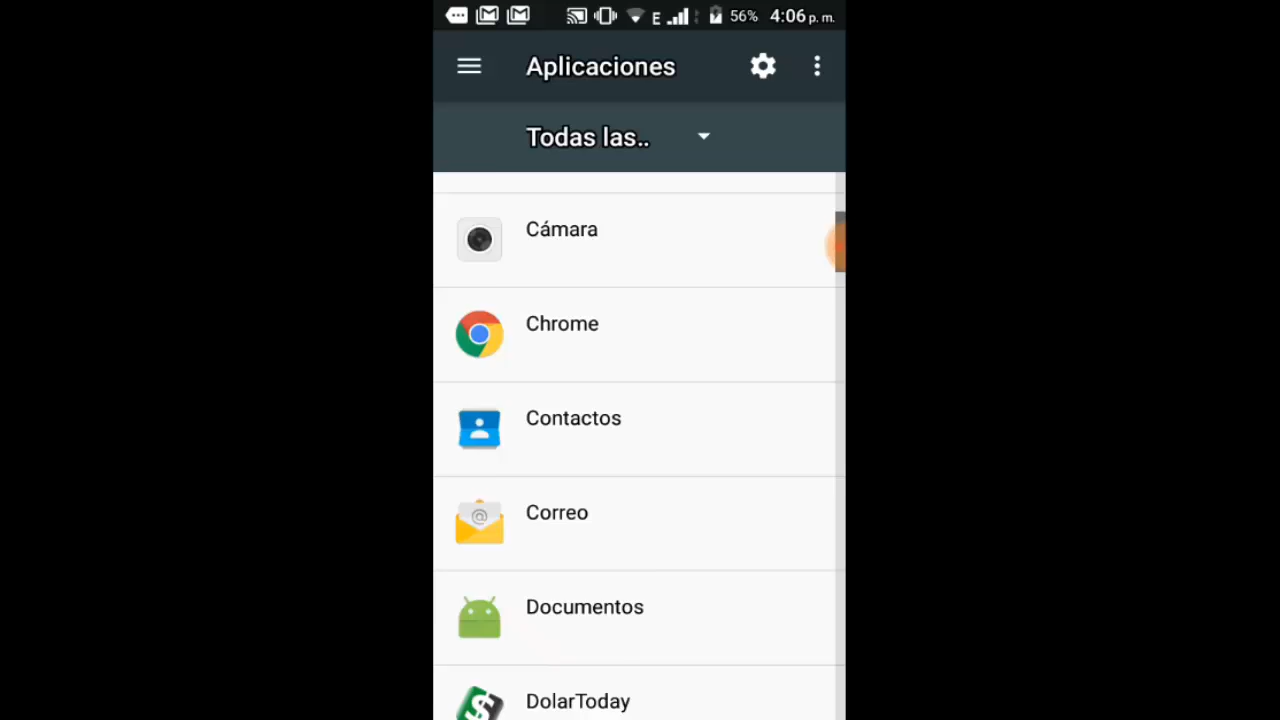 E 56% 4:06 p. m.
Aplicaciones
Todas las..
Cámara
Chrome
Contactos
@
Correo
Documentos
$
DolarToday